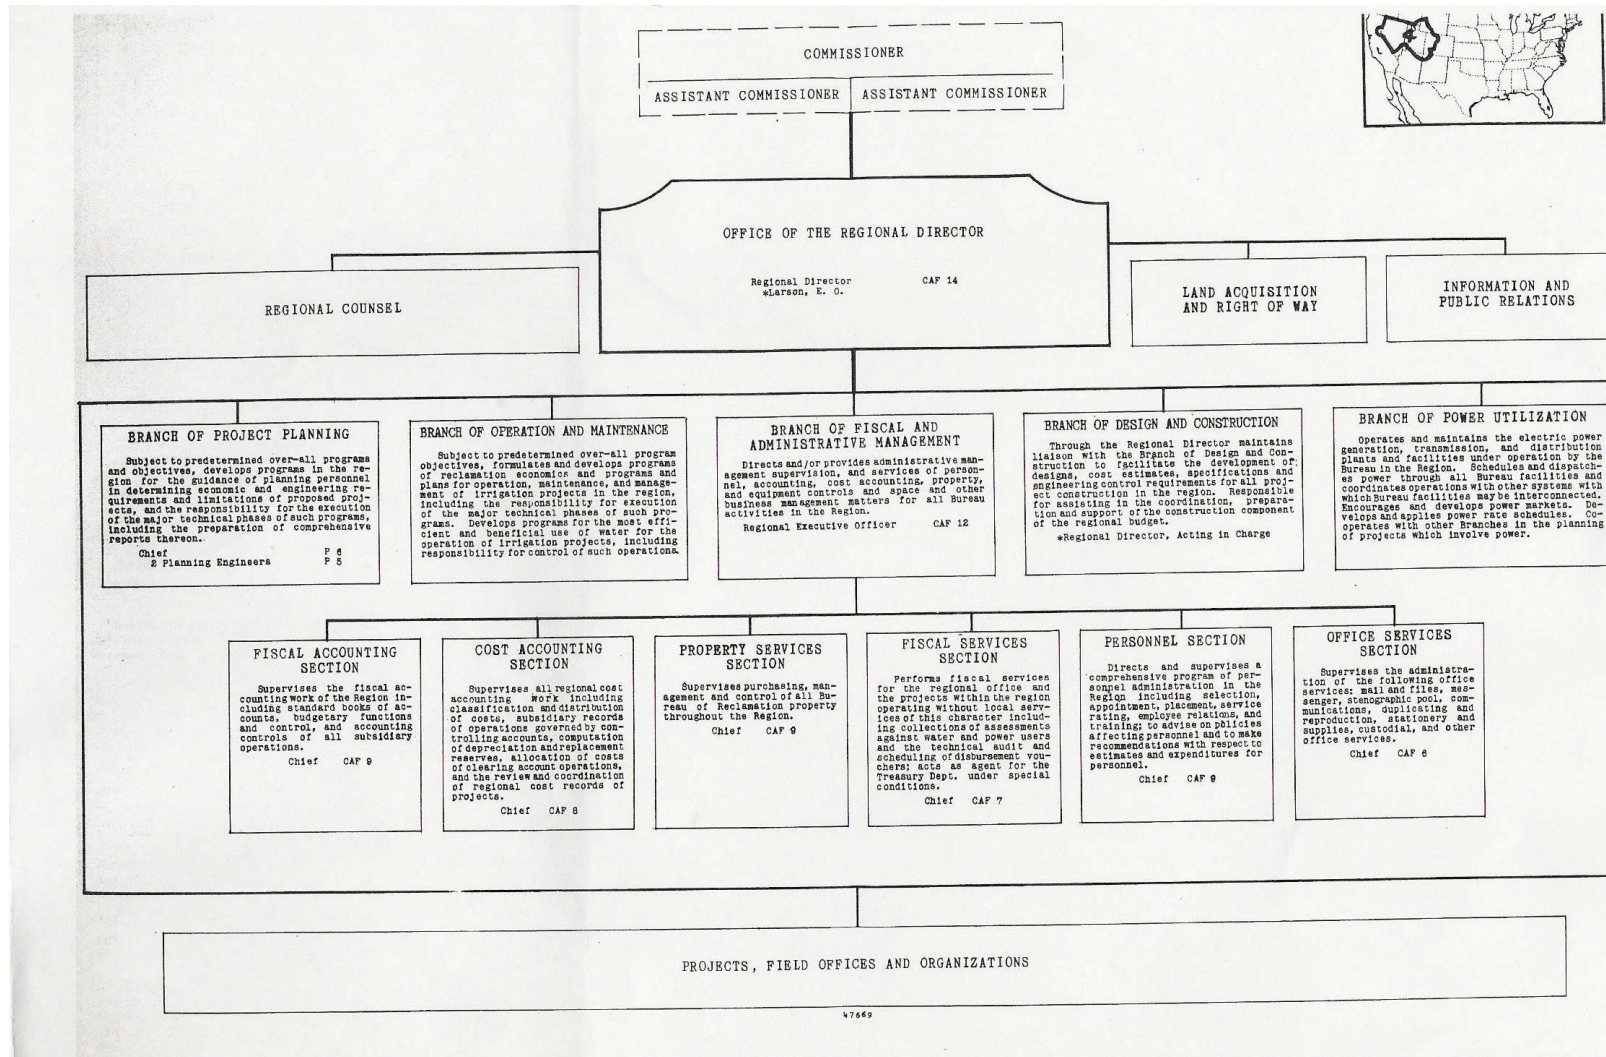 COMMISSIONER
ASSISTANT COMMISSIONER
ASSISTANT COMMISSIONER
OFFICE OF THE REGIONAL DIRECTOR
Regional Director CAF 14
*Larson, E. O.
REGIONAL COUNSEL
LAND ACQUISITION
AND RIGHT OF WAY
INFORMATION AND
PUBLIC RELATIONS
BRANCH OF PROJECT PLANNING
Subject to predetermined over-all programs
and objectives, develops programs in the re-
gion for the guidance of planning personnel
in determining economic and engineering re-
quirements and limitations of proposed proj-
ects, and the responsibility for the execution
of the major technical phases of such programs,
including the preparation of comprehensive
reports thereon.
Chief P 6
2 Planning Engineers P 5
BRANCH OF OPERATION AND MAINTENANCE
Subject to predetermined over-all program
objectives, formulates and develops programs
of reclamation economics and programs and
plans for operation, maintenance, and manage-
ment of irrigation projects in the region,
including the responsibility for execution
of the major technical phases of such pro-
grams. Develops programs for the most effi-
cient and beneficial use of water for the
operation of irrigation projects, including
responsibility for control of such operations.
BRANCH OF FISCAL AND
ADMINISTRATIVE MANAGEMENT
Directs and/or provides administrative man-
agement supervision, and services of person-
nel, accounting, cost accounting, property,
and equipment controls and space and other
business management matters for all Bureau
activities in the Region.
Regional Executive Officer CAF 12
BRANCH OF DESIGN AND CONSTRUCTION
Through the Regional Director maintains
liaison with the Branch of Design and Con-
struction to facilitate the development of
designs, cost estimates, specifications and
engineering control requirements for all proj-
ect construction in the region. Responsible
for assisting in the coordination, prepara-
tion and support of the construction component
of the regional budget.
*Regional Director, Acting in Charge
BRANCH OF POWER UTILIZATION
Operates and maintains the electric power
generation, transmission, and distribution
plants and facilities under operation by the
Bureau in the Region. Schedules and dispatch-
es power through all Bureau facilities and
coordinates operations with other systems with
which Bureau facilities may be interconnected.
Encourages and develops power markets. De-
velops and applies power rate schedules. Co-
operates with other Branches in the planning
of projects which involve power.
FISCAL ACCOUNTING
SECTION
Supervises the fiscal ac-
counting work of the Region in-
cluding standard books of ac-
counts, budgetary functions
and control, and accounting
controls of all subsidiary
operations.
Chief CAF 9
COST ACCOUNTING
SECTION
Supervises all regional cost
accounting work including
classification and distribution
of costs, subsidiary records
of operations governed by con-
trolling accounts, computation
of depreciation and replacement
reserves, allocation of costs
of clearing account operations,
and the review and coordination
of regional cost records of
projects.
Chief CAF 8
PROPERTY SERVICES
SECTION
Supervises purchasing, man-
agement and control of all Bu-
reau of Reclamation property
throughout the Region.
Chief CAF 9
FISCAL SERVICES
SECTION
Performs fiscal services
for the regional office and
the projects within the region
operating without local serv-
ices of this character includ-
ing collections of assessments
against water and power users
and the technical audit and
scheduling of disbursement vou-
chers; acts as agent for the
Treasury Dept. under special
conditions.
Chief CAF 7
PERSONNEL SECTION
Directs and supervises a
comprehensive program of per-
sonnel administration in the
Region including selection,
appointment, placement, service
rating, employee relations, and
training; to advise on policies
affecting personnel and to make
recommendations with respect to
estimates and expenditures for
personnel.
Chief CAF 9
OFFICE SERVICES
SECTION
Supervises the administra-
tion of the following office
services: mail and files, mes-
senger, stenographic pool, com-
munications, duplicating and
reproduction, stationery and
supplies, custodial, and other
office services.
Chief CAF 6
PROJECTS, FIELD OFFICES AND ORGANIZATIONS
47669